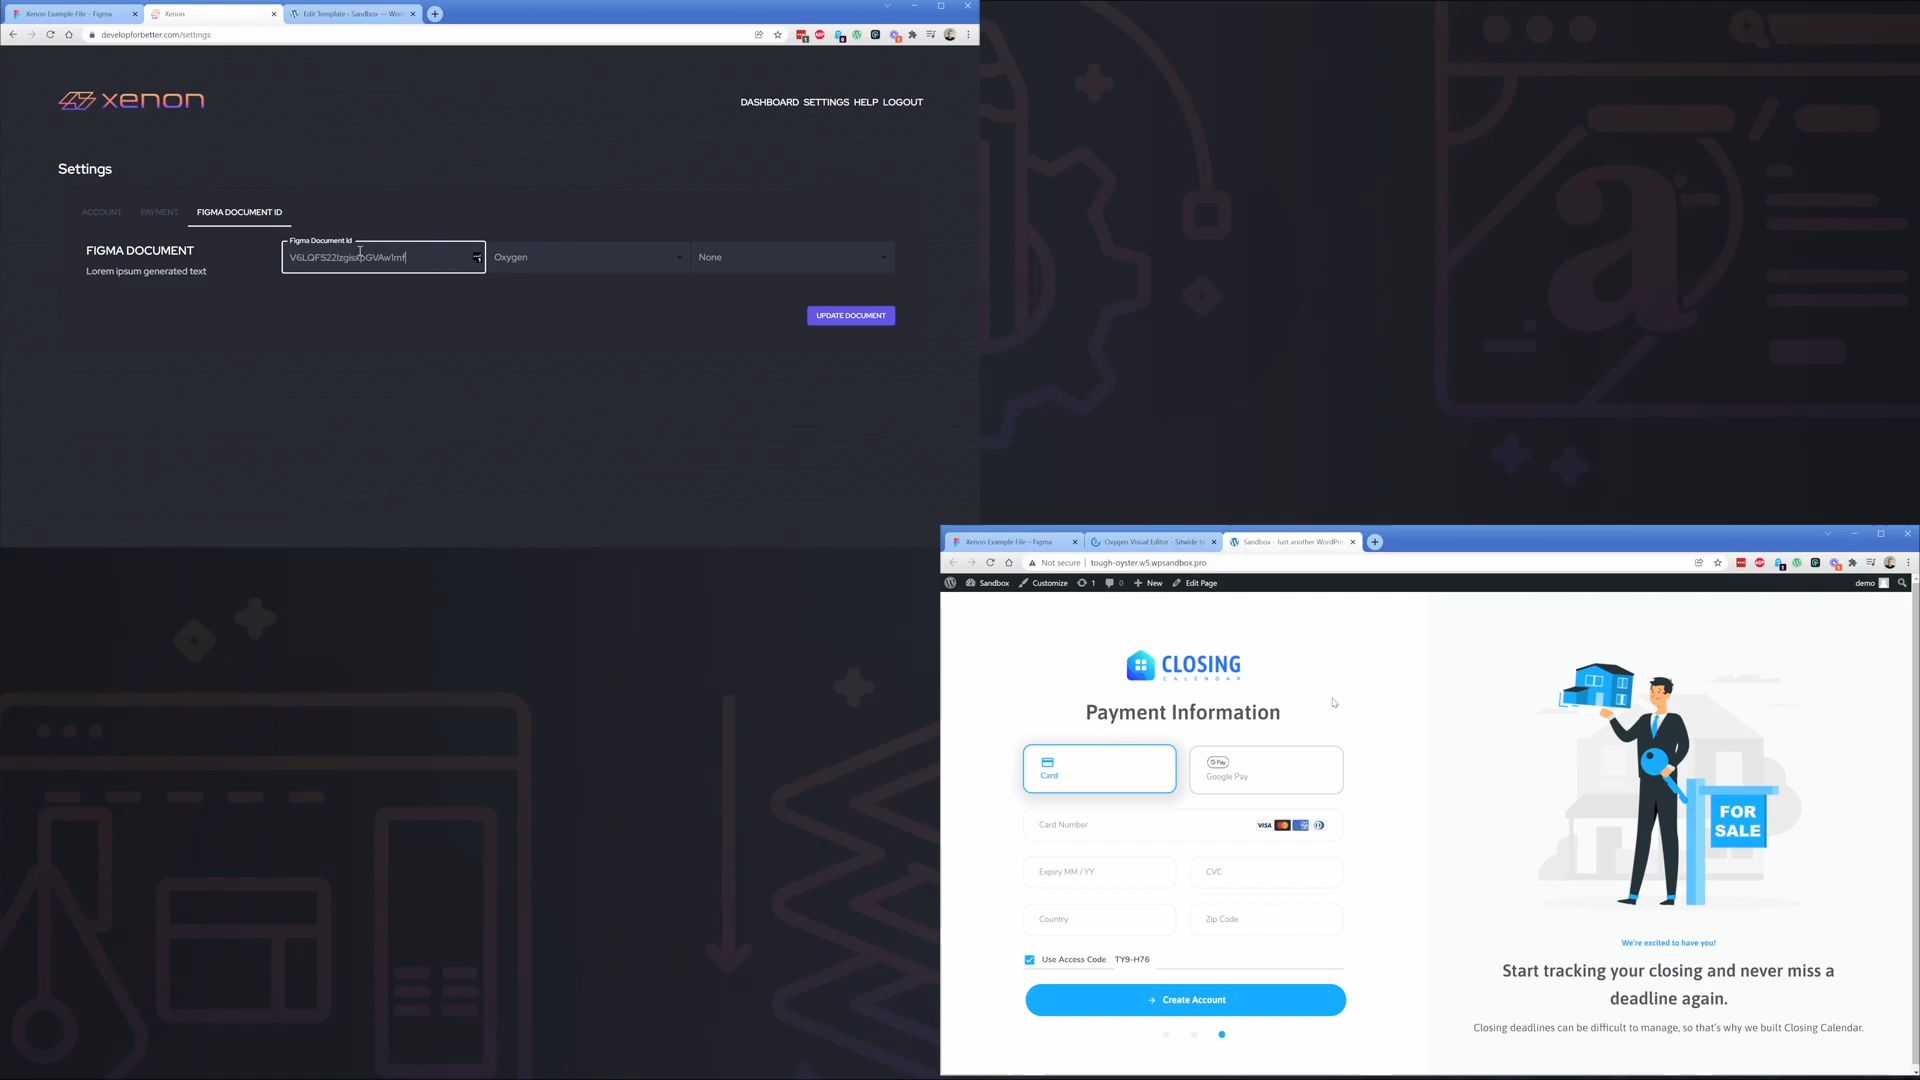 Xenon Example File – Figma
Xenon
Edit Template ‹ Sandbox — Wor
developforbetter.com/settings
xenon
DASHBOARD SETTINGS HELP LOGOUT
Settings
ACCOUNT PAYMENT FIGMA DOCUMENT ID
FIGMA DOCUMENT
Lorem ipsum generated text
Figma Document Id
Oxygen
None
UPDATE DOCUMENT
a
Xenon Example File – Figma
Oxygen Visual Editor - Sitwide t
Sandbox - Just another WordPre
Not secure
tough-oyster.w5.wpsandbox.pro
Sandbox Customize 1 0 New Edit Page
demo
CLOSING
CALENDAR
Payment Information
Card
G Pay
Google Pay
Card Number
VISA
Expiry MM / YY
CVC
Country
Zip Code
Use Access Code TY9-H76
Create Account
FOR
SALE
We're excited to have you!
Start tracking your closing and never miss a
deadline again.
Closing deadlines can be difficult to manage, so that's why we built Closing Calendar.